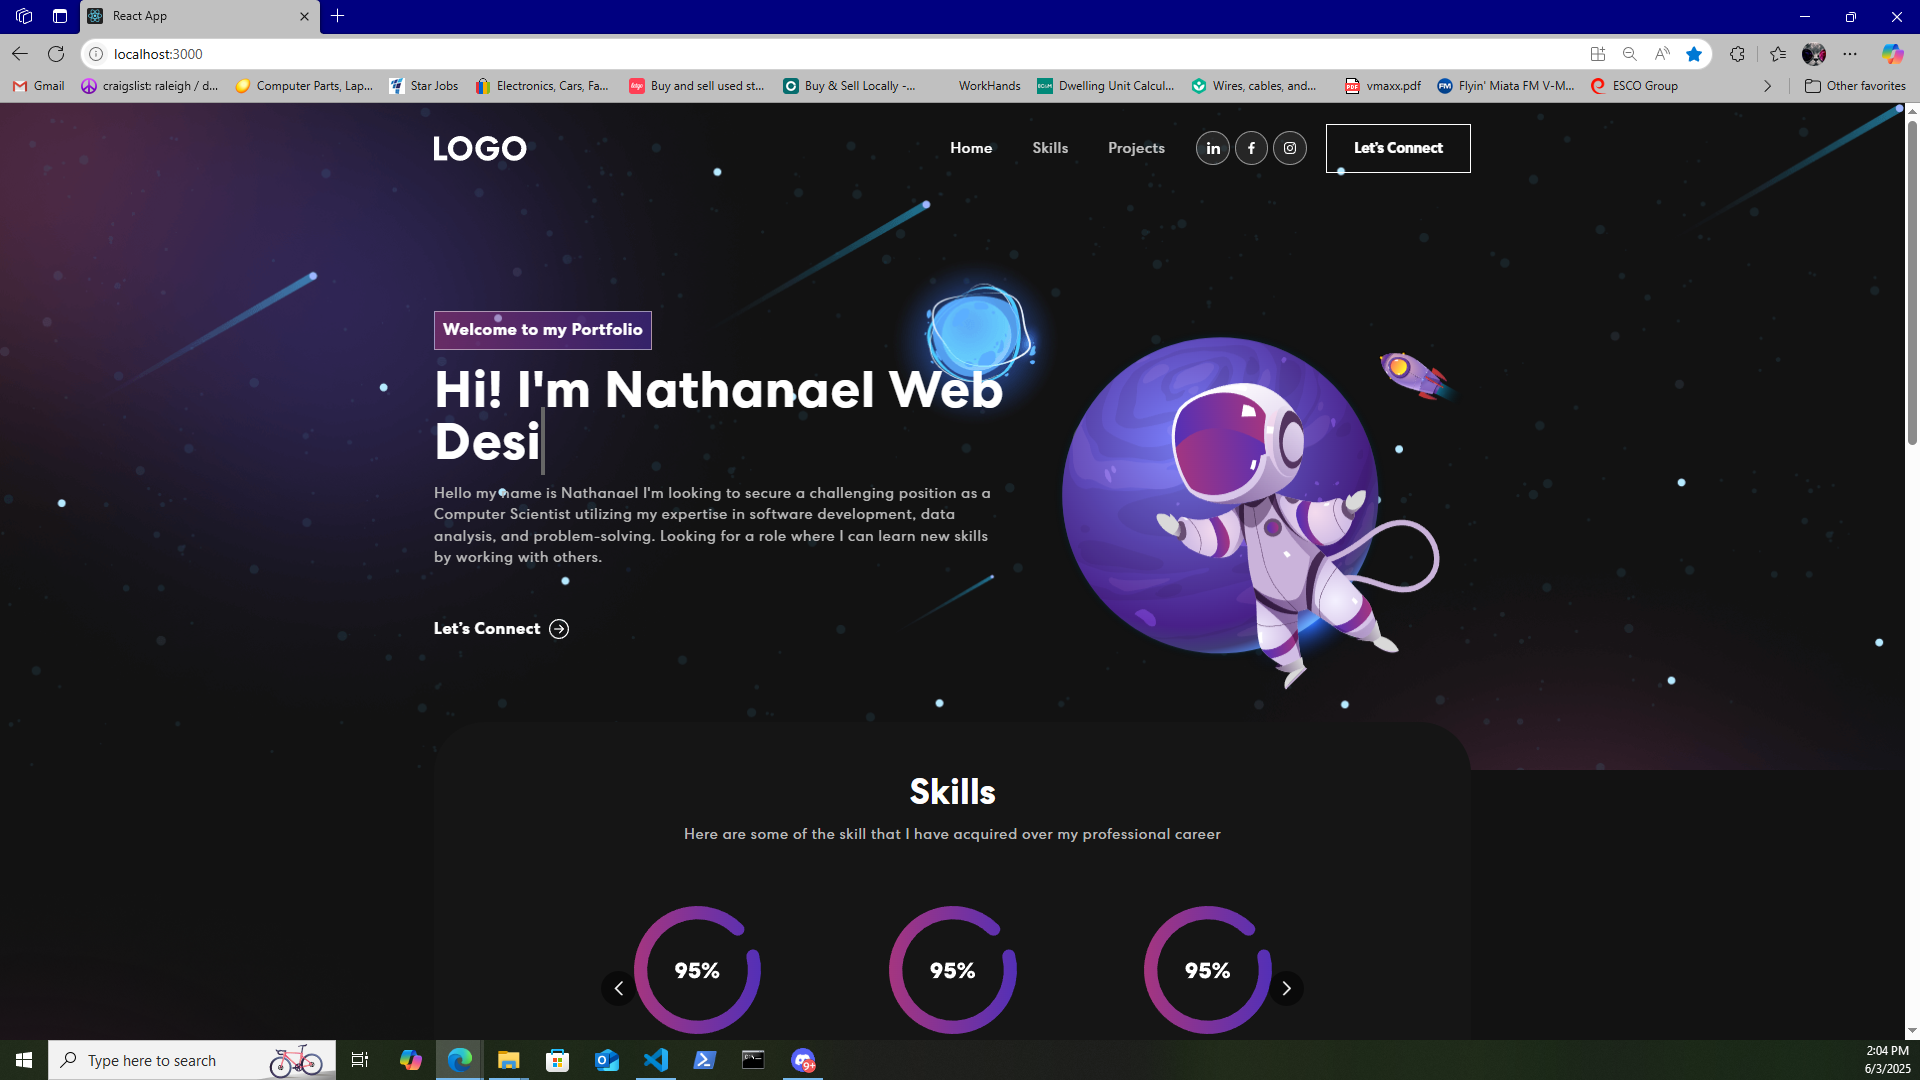 React App
localhost:3000
Gmail
craigslist: raleigh / d...
Computer Parts, Lap...
Star Jobs
Electronics, Cars, Fa...
Buy and sell used st...
Buy & Sell Locally -...
WorkHands
Dwelling Unit Calcul...
Wires, cables, and...
vmaxx.pdf
Flyin' Miata FM V-M...
ESCO Group
Other favorites
LOGO
Home
Skills
Projects
Let's Connect
Welcome to my Portfolio
Hi! I'm Nathanael Web
Desi
Hello my name is Nathanael I'm looking to secure a challenging position as a
Computer Scientist utilizing my expertise in software development, data
analysis, and problem-solving. Looking for a role where I can learn new skills
by working with others.
Let's Connect
Skills
Here are some of the skill that I have acquired over my professional career
95%
95%
95%
Type here to search
9+
2:04 PM
6/3/2025